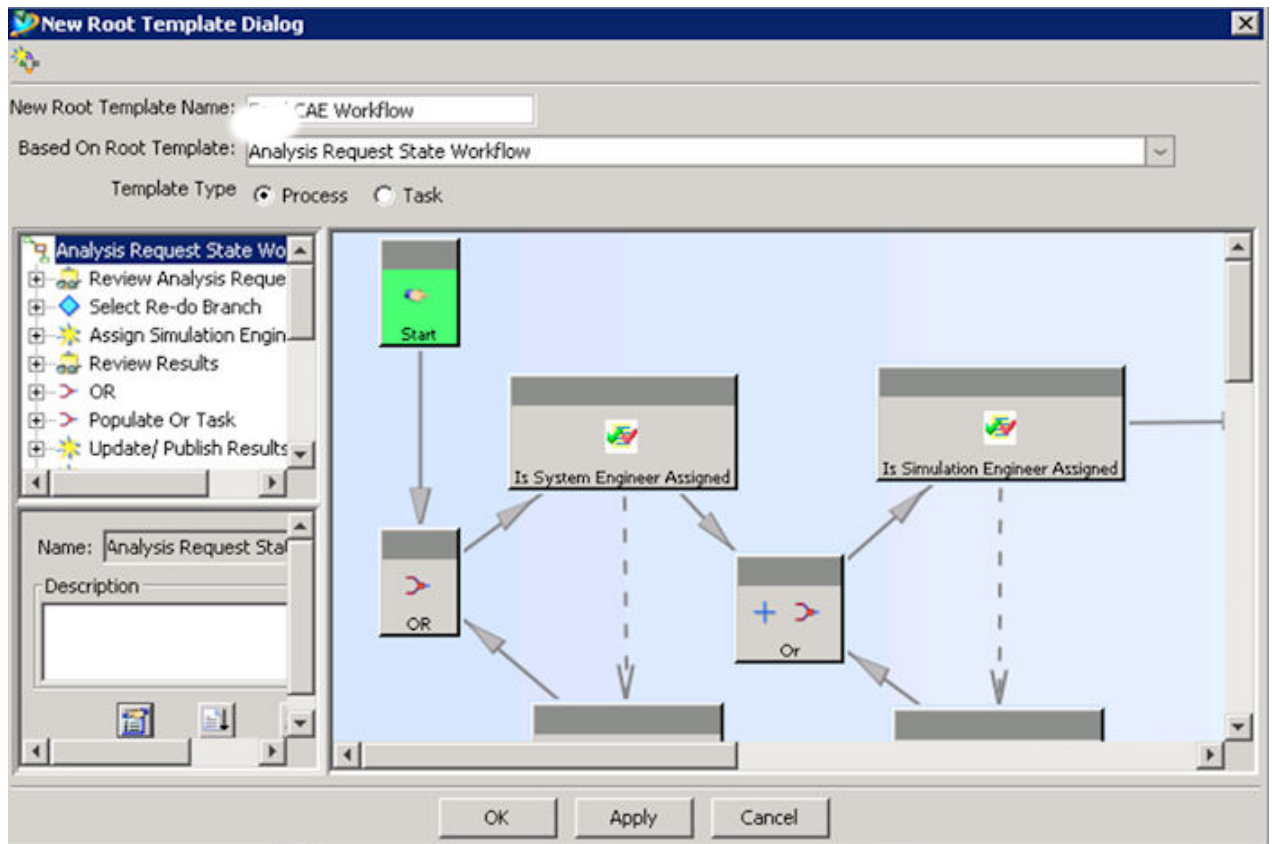 New Root Template Dialog
New Root Template Name: CAE Workflow
Based On Root Template: Analysis Request State Workflow
Template Type Process Task
Analysis Request State Wo
Review Analysis Reque
Select Re-do Branch
Assign Simulation Engin
Review Results
OR
Populate Or Task
Update/ Publish Results
Name: Analysis Request Stat
Description
Start
Is System Engineer Assigned
Is Simulation Engineer Assigned
OR
Or
OK Apply Cancel